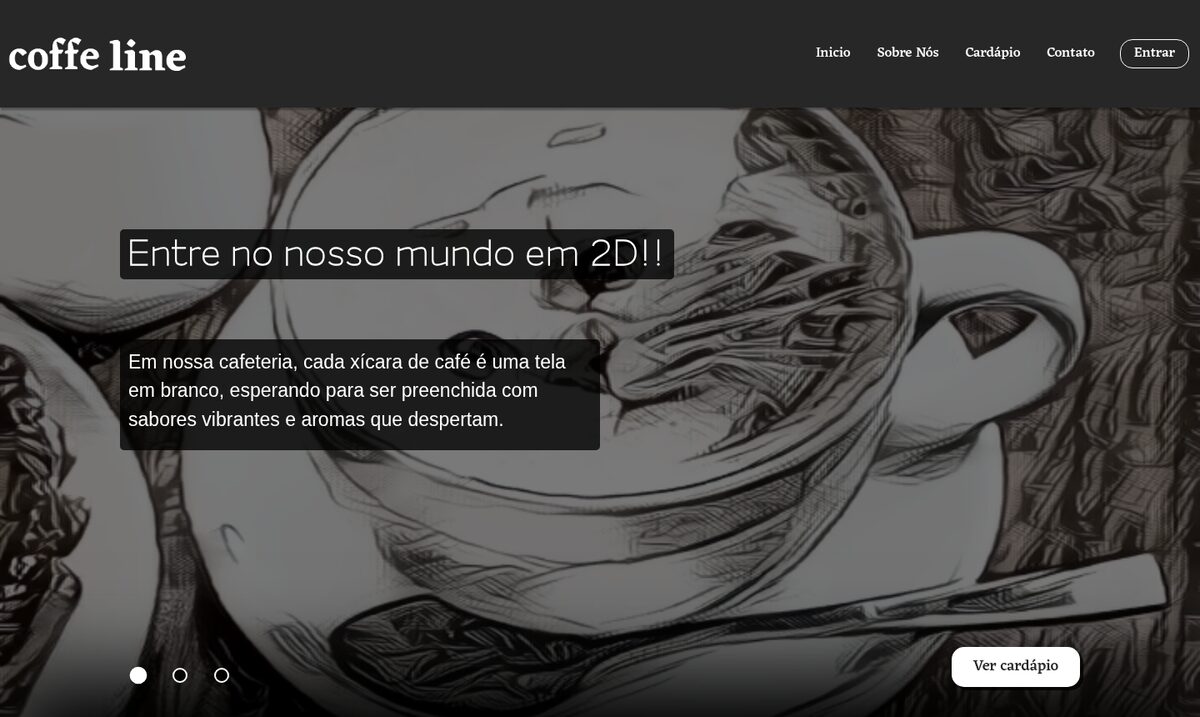 coffe line
Inicio
Sobre Nós
Cardápio
Contato
Entrar
Entre no nosso mundo em 2D!!
Em nossa cafeteria, cada xícara de café é uma tela
em branco, esperando para ser preenchida com
sabores vibrantes e aromas que despertam.
Ver cardápio